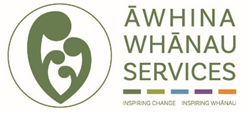 ĀWHINA
WHĀNAU
SERVICES
INSPIRING CHANGE INSPIRING WHĀNAU